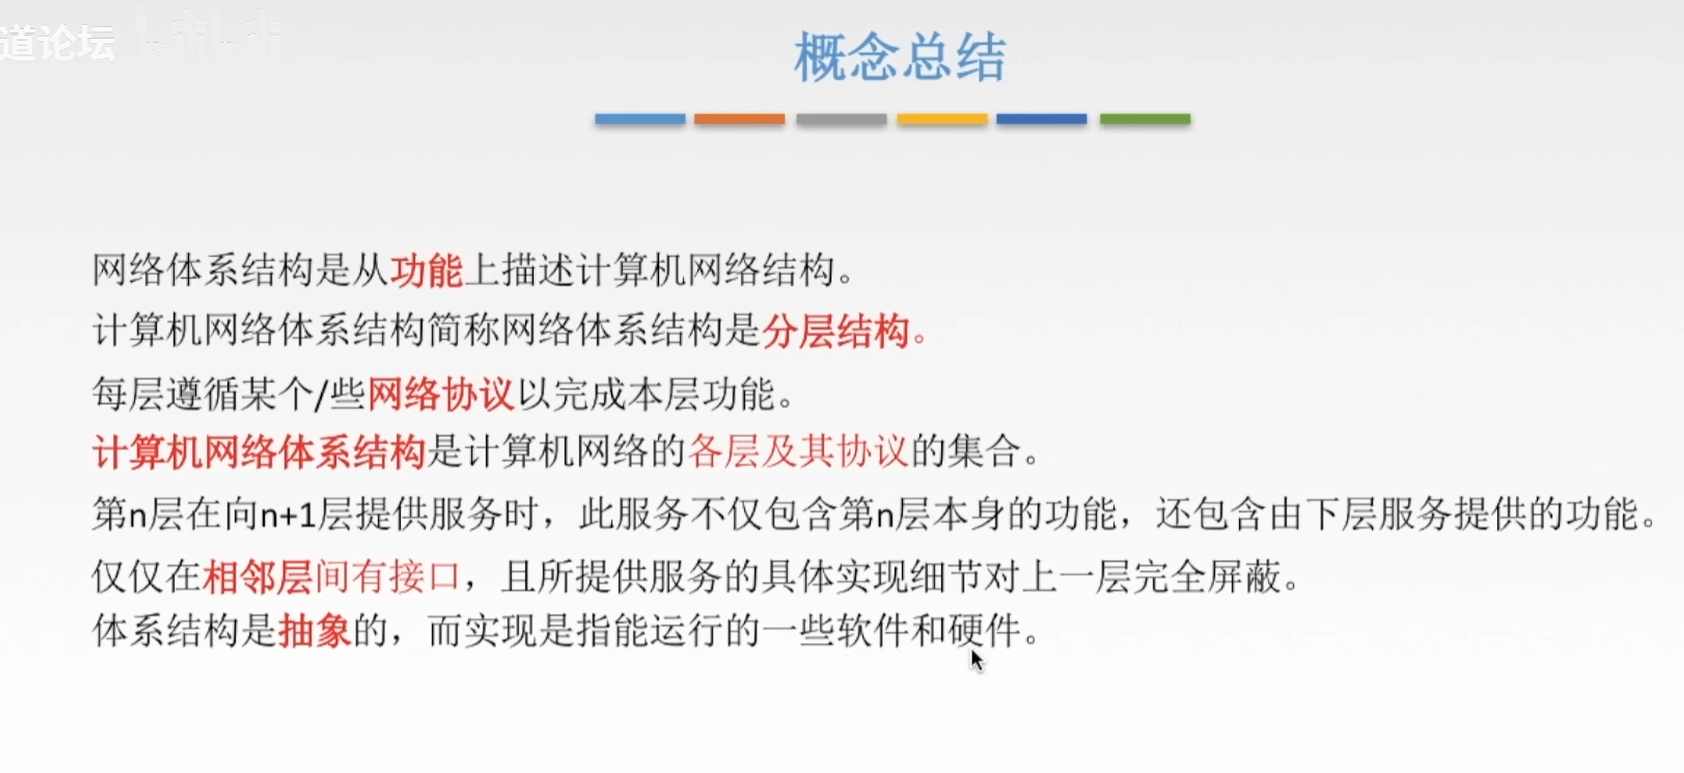 道论坛
概念总结
网络体系结构是从功能上描述计算机网络结构。
计算机网络体系结构简称网络体系结构是分层结构。
每层遵循某个/些网络协议以完成本层功能。
计算机网络体系结构是计算机网络的各层及其协议的集合。
第n层在向n+1层提供服务时，此服务不仅包含第n层本身的功能，还包含由下层服务提供的功能。
仅仅在相邻层间有接口，且所提供服务的具体实现细节对上一层完全屏蔽。
体系结构是抽象的，而实现是指能运行的一些软件和硬件。